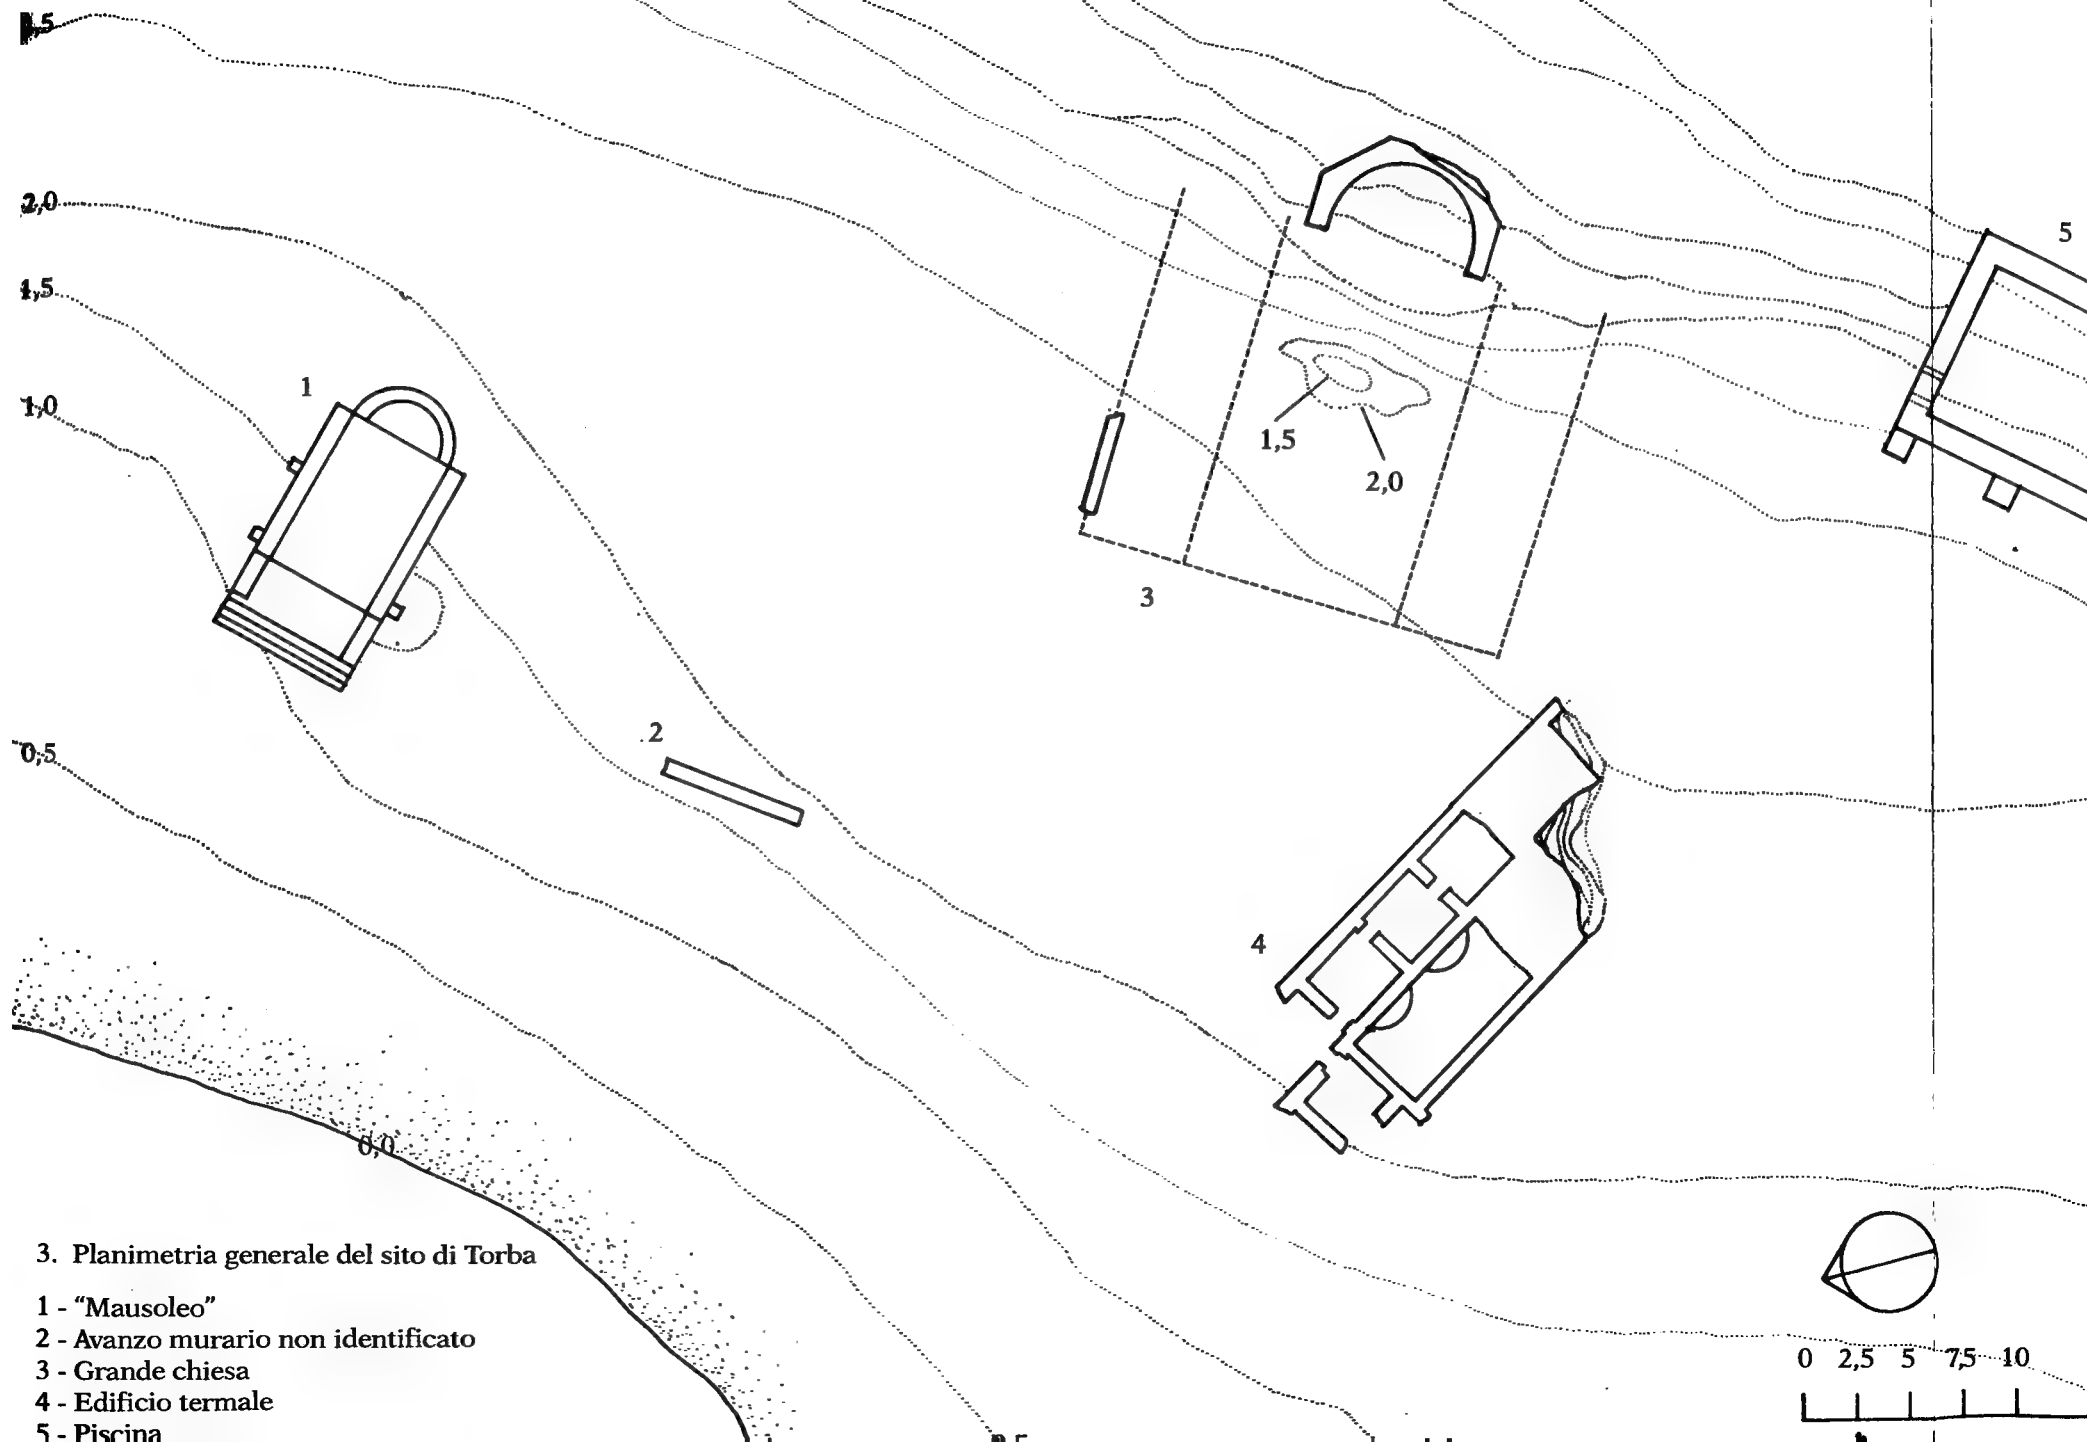 2,0
1,5
1,0
0,5
0,0
1
2
3
4
5
1,5
2,0
3. Planimetria generale del sito di Torba
1 - “Mausoleo”
2 - Avanzo murario non identificato
3 - Grande chiesa
4 - Edificio termale
5 - Piscina
0 2,5 5 7,5 10